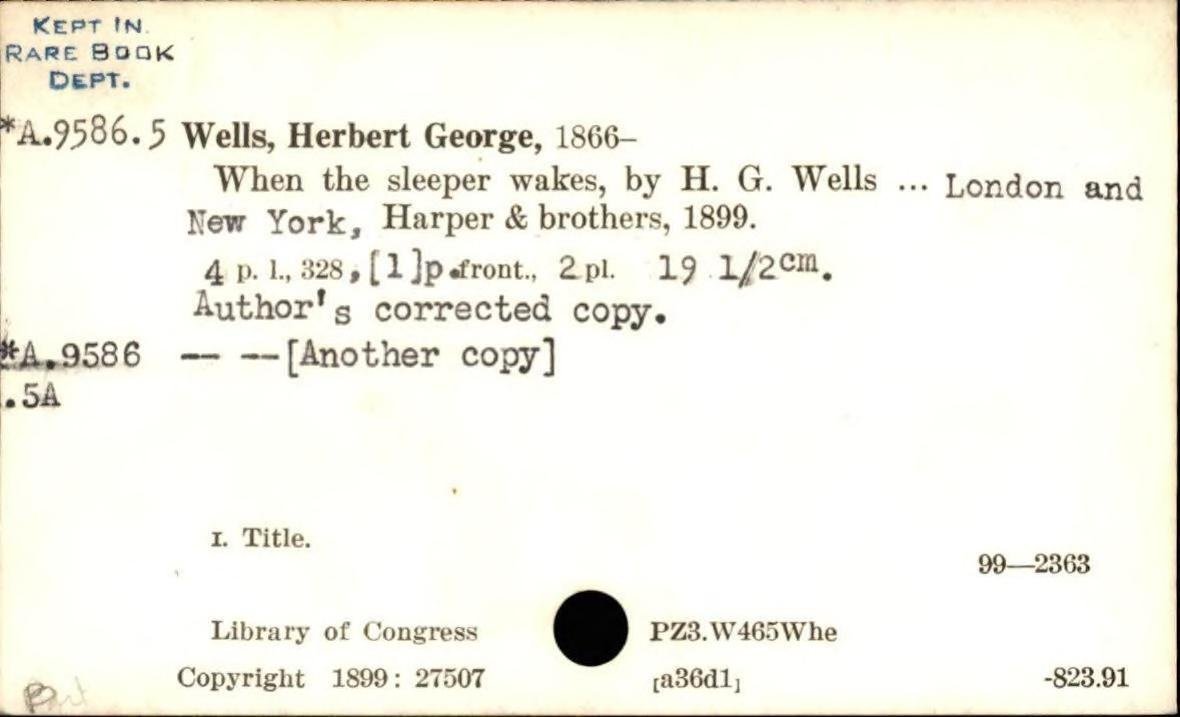 KEPT IN
RARE BOOK
DEPT.
*A.9586.5 Wells, Herbert George, 1866–
When the sleeper wakes, by H. G. Wells ... London and
New York, Harper & brothers, 1899.
4 p. l., 328, [1]p. front., 2 pl. 19 1/2cm.
Author's corrected copy.
*A.9586 -- --[Another copy]
.5A
I. Title.
99—2363
Library of Congress PZ3.W465Whe
Copyright 1899: 27507 [a36d1] -823.91